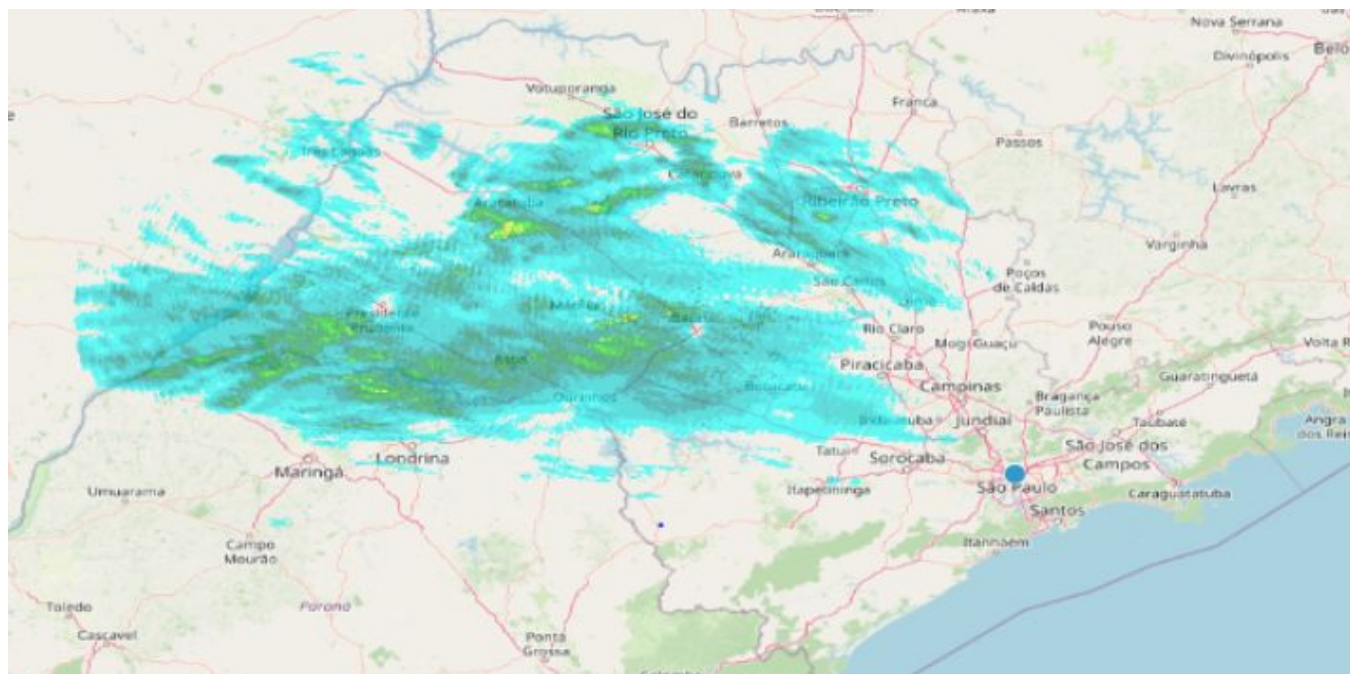 Nova Serrana
Belo
Divinópolis
Votuporanga
Franca
São José do
Rio Preto
Barretos
Passos
Três Lagoas
Catanduva
Lavras
Araçatuba
Ribeirão Preto
Varginha
Araraquara
São Carlos
Poços
de Caldas
Presidente
Prudente
Marília
Bauru
Rio Claro
Mogi Guaçu
Pouso
Alegre
Volta R
Assis
Piracicaba
Guaratinguetá
Campinas
Botucatu
Ourinhos
Bragança
Paulista
Indaiatuba
Jundiaí
Taubaté
Angra
dos Reis
São José dos
Campos
Tatuí
Sorocaba
Londrina
Maringá
Umuarama
Itapetininga
São Paulo
Caraguatatuba
Santos
Itanhaém
Campo
Mourão
Toledo
Paraná
Cascavel
Ponta
Grossa